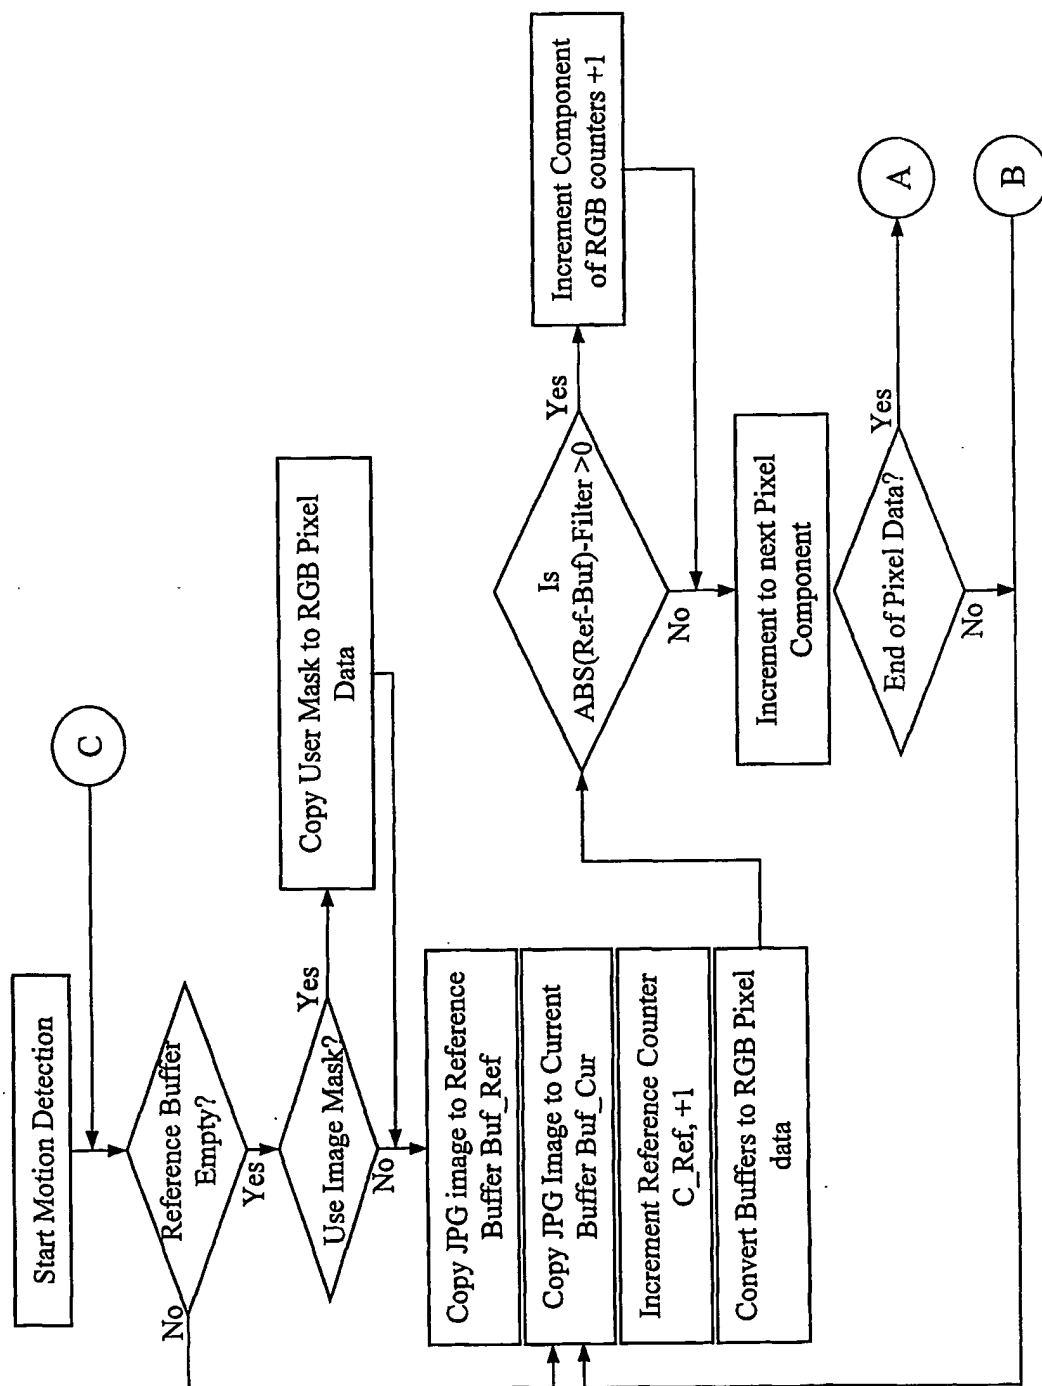 Start Motion Detection
C
Reference Buffer
Empty?
No
Yes
Use Image Mask?
Yes
No
Copy User Mask to RGB Pixel
Data
Copy JPG image to Reference
Buffer Buf_Ref
Copy JPG Image to Current
Buffer Buf_Cur
Increment Reference Counter
C_Ref, +1
Convert Buffers to RGB Pixel
data
Is
ABS(Ref-Buf)-Filter >0
Yes
No
Increment Component
of RGB counters +1
Increment to next Pixel
Component
End of Pixel Data?
Yes
No
A
B